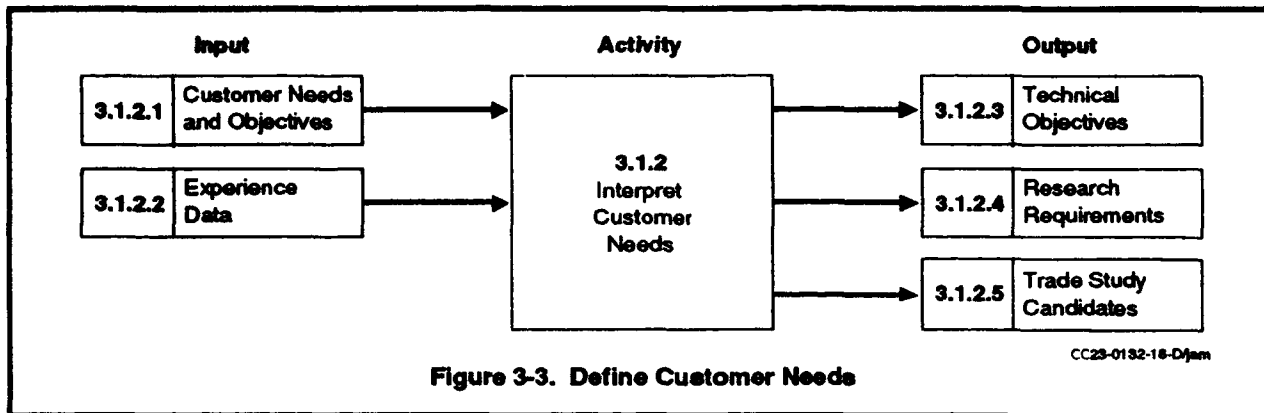 Input
Activity
Output
3.1.2.1
Customer Needs
and Objectives
3.1.2.2
Experience
Data
3.1.2
Interpret
Customer
Needs
3.1.2.3
Technical
Objectives
3.1.2.4
Research
Requirements
3.1.2.5
Trade Study
Candidates
CC23-0132-16-D/jam
Figure 3-3. Define Customer Needs